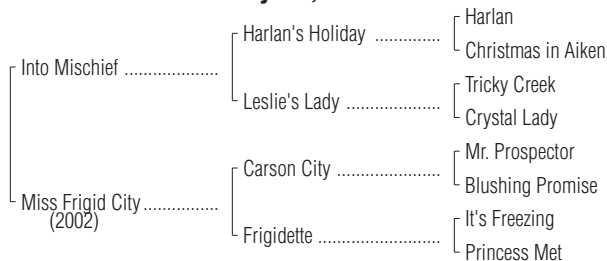 Harlan
Harlan's Holiday ................
Christmas in Aiken
Into Mischief ....................
Tricky Creek
Leslie's Lady ......................
Crystal Lady
Mr. Prospector
Carson City .......................
Blushing Promise
Miss Frigid City ................
(2002)
It's Freezing
Frigidette ...........................
Princess Met